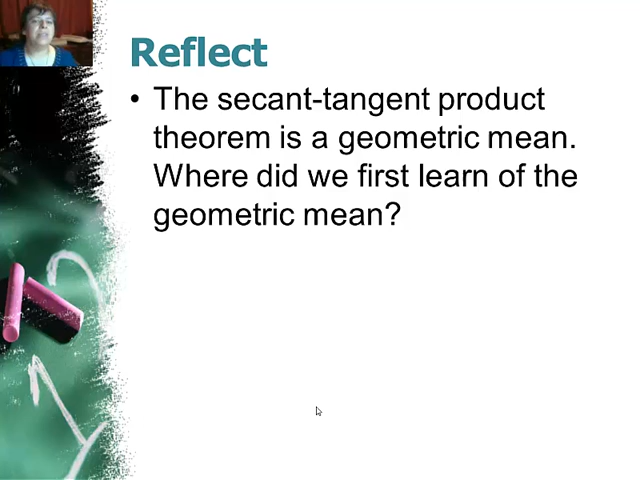 Reflect
• The secant-tangent product
theorem is a geometric mean.
Where did we first learn of the
geometric mean?